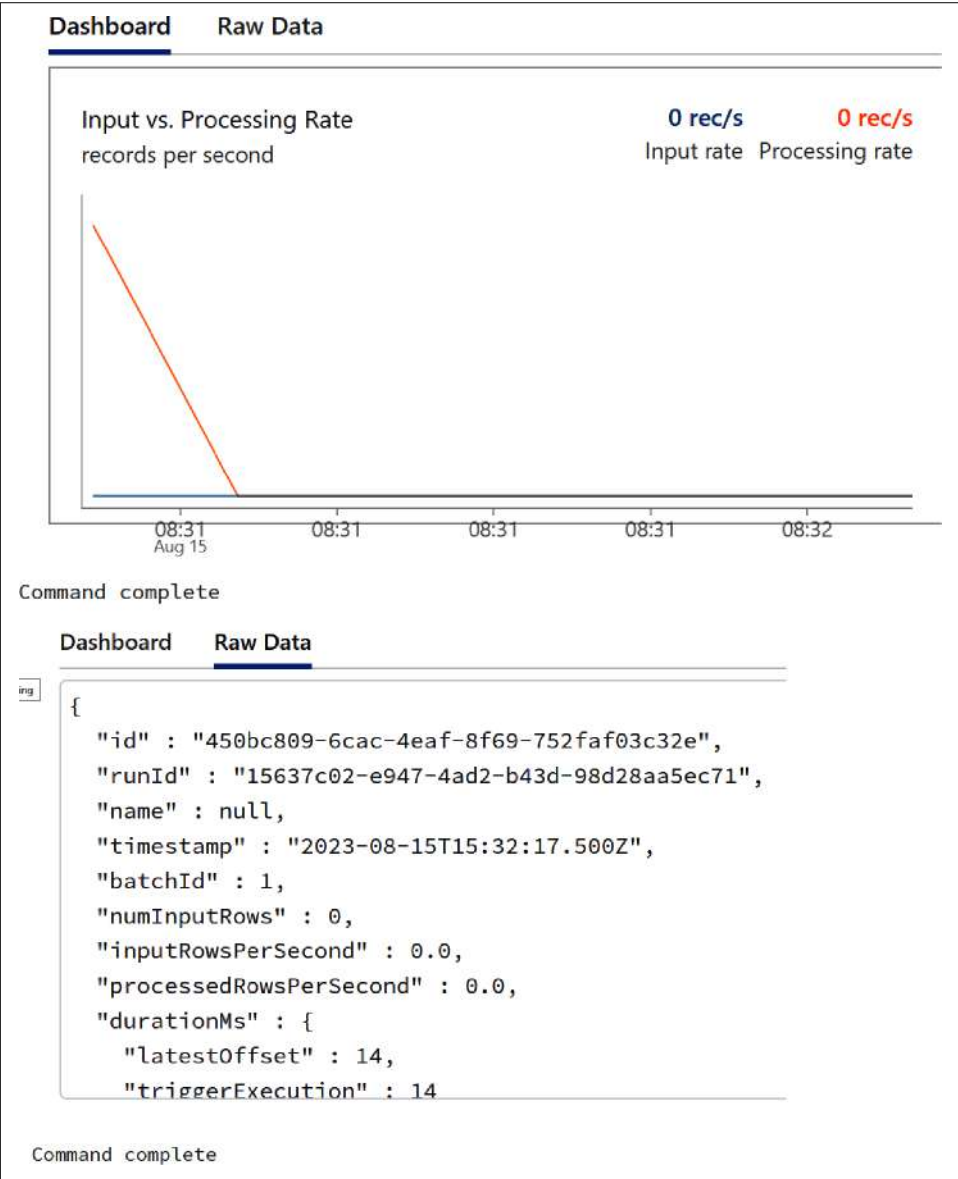 Dashboard Raw Data
Input vs. Processing Rate
records per second
0 rec/s 0 rec/s
Input rate Processing rate
08:31 08:31 08:31 08:31 08:32
Aug 15
Command complete
Dashboard Raw Data
ing
{
"id" : "450bc809-6cac-4eaf-8f69-752faf03c32e",
"runId" : "15637c02-e947-4ad2-b43d-98d28aa5ec71",
"name" : null,
"timestamp" : "2023-08-15T15:32:17.500Z",
"batchId" : 1,
"numInputRows" : 0,
"inputRowsPerSecond" : 0.0,
"processedRowsPerSecond" : 0.0,
"durationMs" : {
"latestOffset" : 14,
"triggerExecution" : 14
Command complete